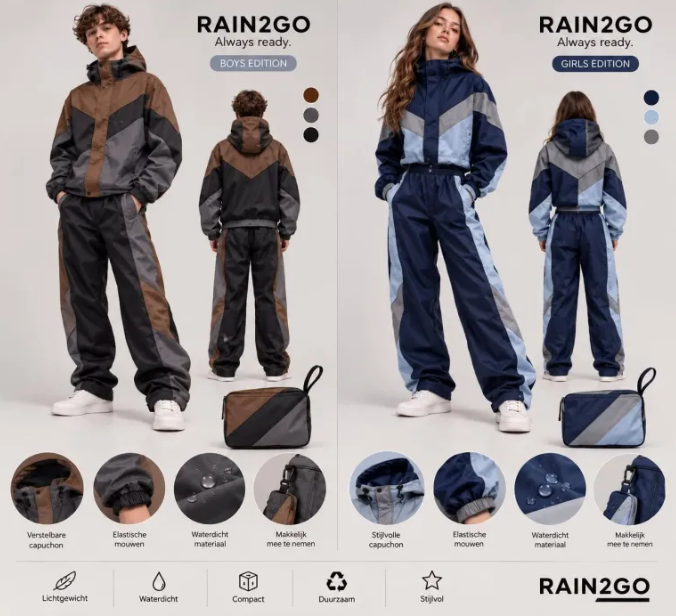 RAIN2GO
Always ready.
BOYS EDITION
Verstelbare
capuchon
Elastische
mouwen
Waterdicht
materiaal
Makkelijk
mee te nemen
RAIN2GO
Always ready.
GIRLS EDITION
Stijlvolle
capuchon
Elastische
mouwen
Waterdicht
materiaal
Makkelijk
mee te nemen
Lichtgewicht
Waterdicht
Compact
Duurzaam
Stijlvol
RAIN2GO